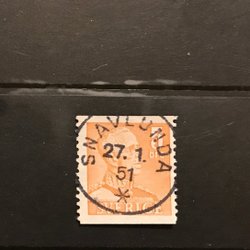 SNAVLUNDA
27. 1.
51
*
SVERIGE